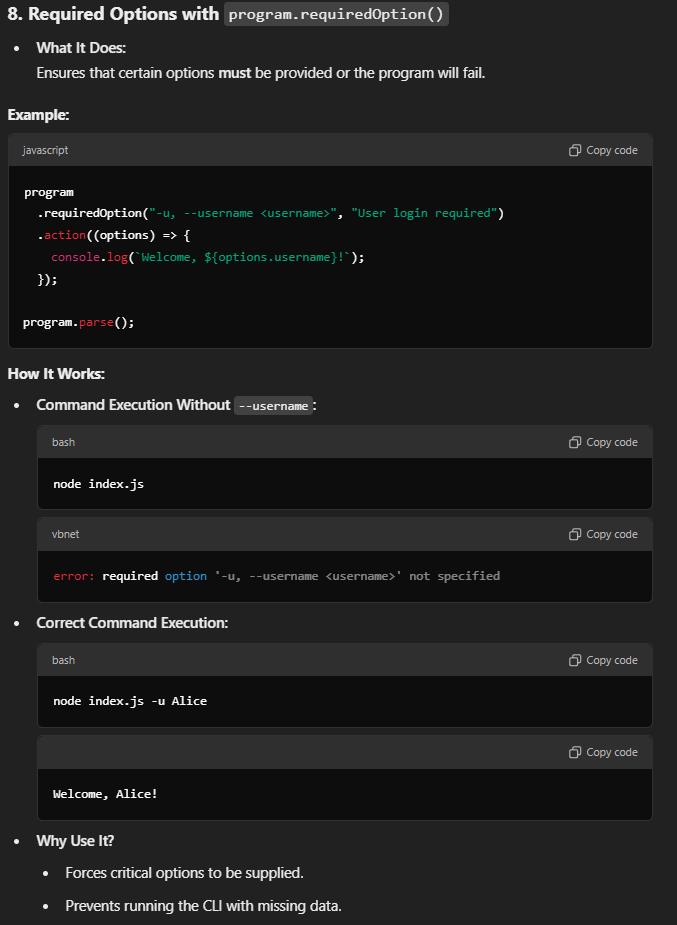 8. Required Options with program.requiredOption()
• What It Does:
Ensures that certain options must be provided or the program will fail.
Example:
javascript Copy code
program
  .requiredOption("-u, --username <username>", "User login required")
  .action((options) => {
    console.log(`Welcome, ${options.username}!`);
  });
program.parse();
How It Works:
• Command Execution Without --username:
bash Copy code
node index.js
vbnet Copy code
error: required option '-u, --username <username>' not specified
• Correct Command Execution:
bash Copy code
node index.js -u Alice
Copy code
Welcome, Alice!
• Why Use It?
• Forces critical options to be supplied.
• Prevents running the CLI with missing data.